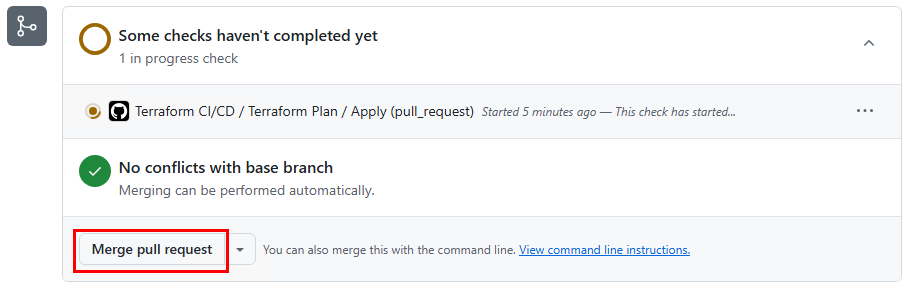 Some checks haven't completed yet
1 in progress check
Terraform CI/CD / Terraform Plan / Apply (pull_request) Started 5 minutes ago — This check has started...
No conflicts with base branch
Merging can be performed automatically.
Merge pull request You can also merge this with the command line. View command line instructions.